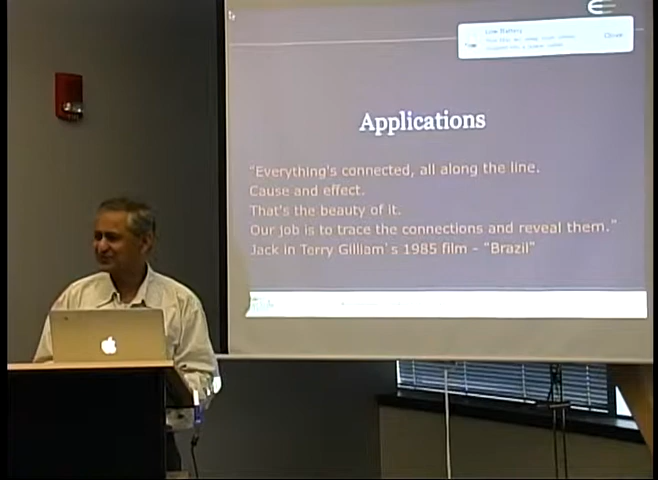 Low Battery
Close
Applications
"Everything's connected, all along the line.
Cause and effect.
That's the beauty of it.
Our job is to trace the connections and reveal them."
Jack in Terry Gilliam's 1985 film - "Brazil"